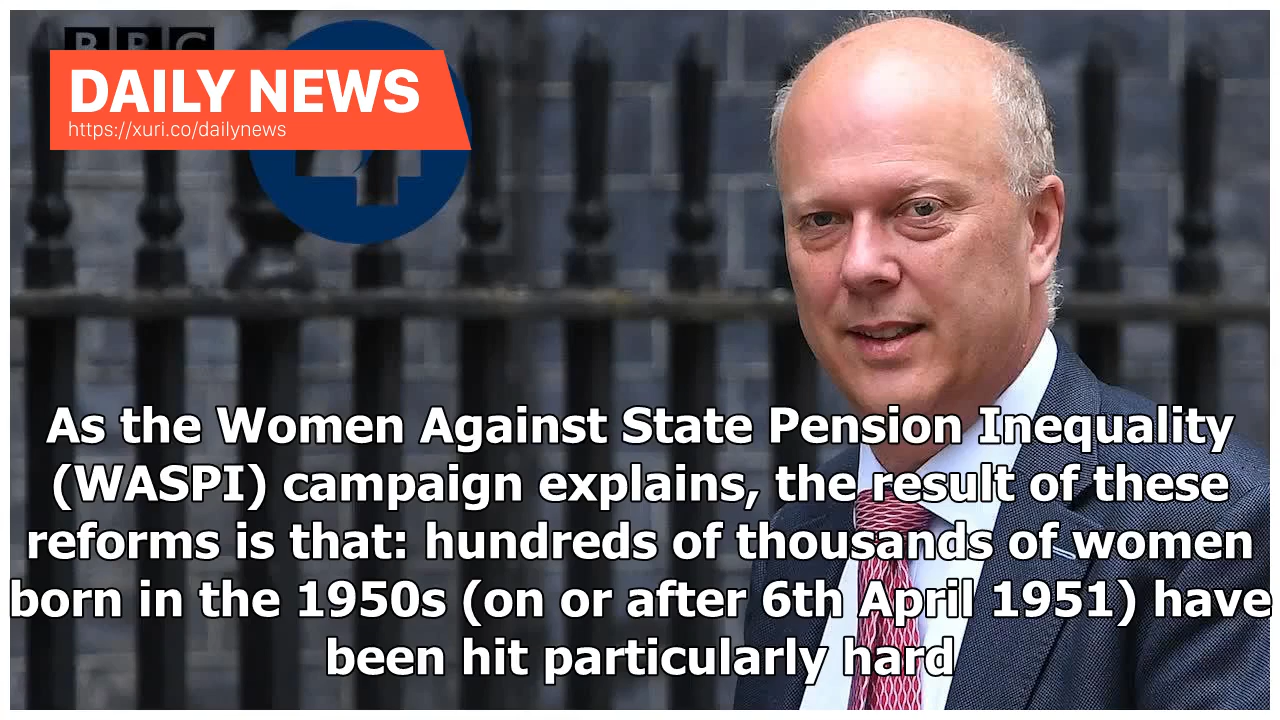 BBC
DAILY NEWS
https://xuri.co/dailynews
4
As the Women Against State Pension Inequality
(WASPI) campaign explains, the result of these
reforms is that: hundreds of thousands of women
born in the 1950s (on or after 6th April 1951) have
been hit particularly hard